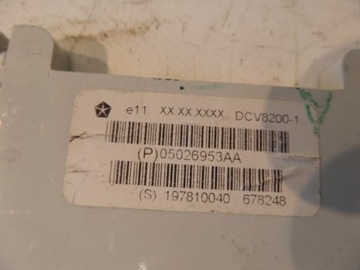 e11 XX.XX.XXXX DCV8200-1
(P)05026953AA
(S) 197810040 678248